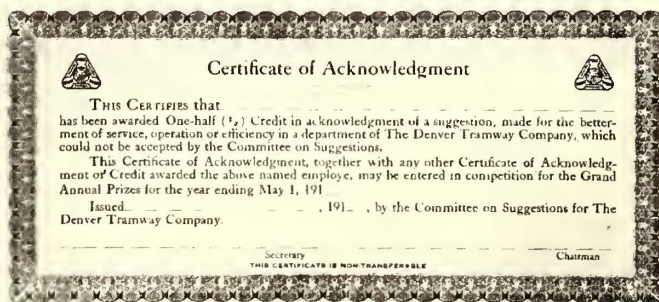 Certificate of Acknowledgment
THIS CERTIFIES that
has been awarded One-half (½) Credit in acknowledgment of a suggestion, made for the better-
ment of service, operation or efficiency in a department of The Denver Tramway Company, which
could not be accepted by the Committee on Suggestions.
This Certificate of Acknowledgment, together with any other Certificate of Acknowledg-
ment or Credit awarded the above named employe, may be entered in competition for the Grand
Annual Prizes for the year ending May 1, 191
Issued , 191 , by the Committee on Suggestions for The
Denver Tramway Company.
Secretary Chairman
THIS CERTIFICATE IS NON-TRANSFERABLE